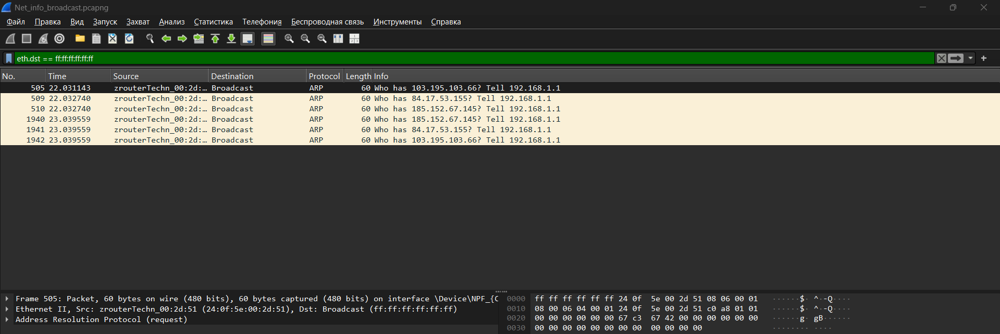 Net_info_broadcast.pcapng
Файл Правка Вид Запуск Захват Анализ Статистика Телефония Беспроводная связь Инструменты Справка
eth.dst == ff:ff:ff:ff:ff:ff
No. Time Source Destination Protocol Length Info
505 22.031143 zrouterTechn_00:2d:… Broadcast ARP 60 Who has 103.195.103.66? Tell 192.168.1.1
509 22.032740 zrouterTechn_00:2d:… Broadcast ARP 60 Who has 84.17.53.155? Tell 192.168.1.1
510 22.032740 zrouterTechn_00:2d:… Broadcast ARP 60 Who has 185.152.67.145? Tell 192.168.1.1
1940 23.039559 zrouterTechn_00:2d:… Broadcast ARP 60 Who has 185.152.67.145? Tell 192.168.1.1
1941 23.039559 zrouterTechn_00:2d:… Broadcast ARP 60 Who has 84.17.53.155? Tell 192.168.1.1
1942 23.039559 zrouterTechn_00:2d:… Broadcast ARP 60 Who has 103.195.103.66? Tell 192.168.1.1
Frame 505: Packet, 60 bytes on wire (480 bits), 60 bytes captured (480 bits) on interface \Device\NPF_{C
Ethernet II, Src: zrouterTechn_00:2d:51 (24:0f:5e:00:2d:51), Dst: Broadcast (ff:ff:ff:ff:ff:ff)
Address Resolution Protocol (request)
0000 ff ff ff ff ff ff 24 0f 5e 00 2d 51 08 06 00 01 ······$· ^·-Q····
0010 08 00 06 04 00 01 24 0f 5e 00 2d 51 c0 a8 01 01 ······$· ^·-Q····
0020 00 00 00 00 00 00 67 c3 67 42 00 00 00 00 00 00 ······g· gB······
0030 00 00 00 00 00 00 00 00 00 00 00 00 ········ ····